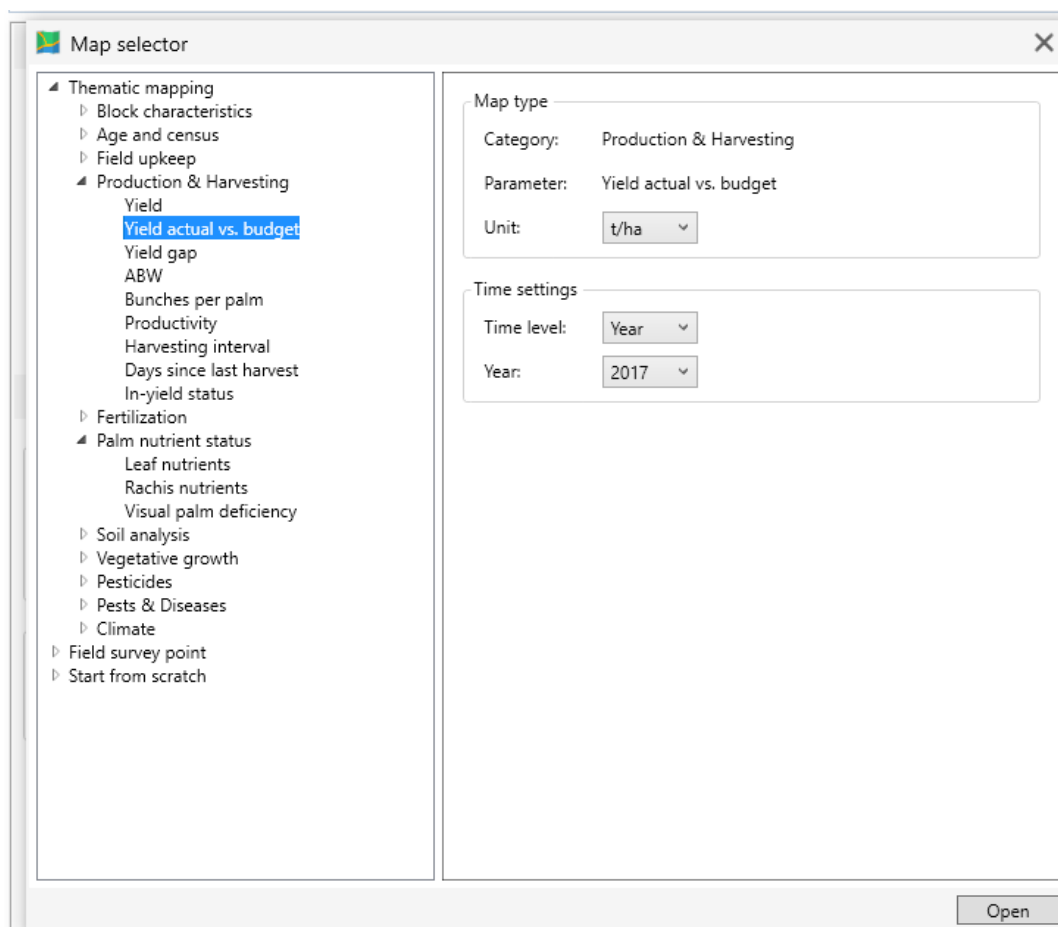 Map selector
Thematic mapping
Block characteristics
Age and census
Field upkeep
Production & Harvesting
Yield
Yield actual vs. budget
Yield gap
ABW
Bunches per palm
Productivity
Harvesting interval
Days since last harvest
In-yield status
Fertilization
Palm nutrient status
Leaf nutrients
Rachis nutrients
Visual palm deficiency
Soil analysis
Vegetative growth
Pesticides
Pests & Diseases
Climate
Field survey point
Start from scratch
Map type
Category: Production & Harvesting
Parameter: Yield actual vs. budget
Unit: t/ha
Time settings
Time level: Year
Year: 2017
Open